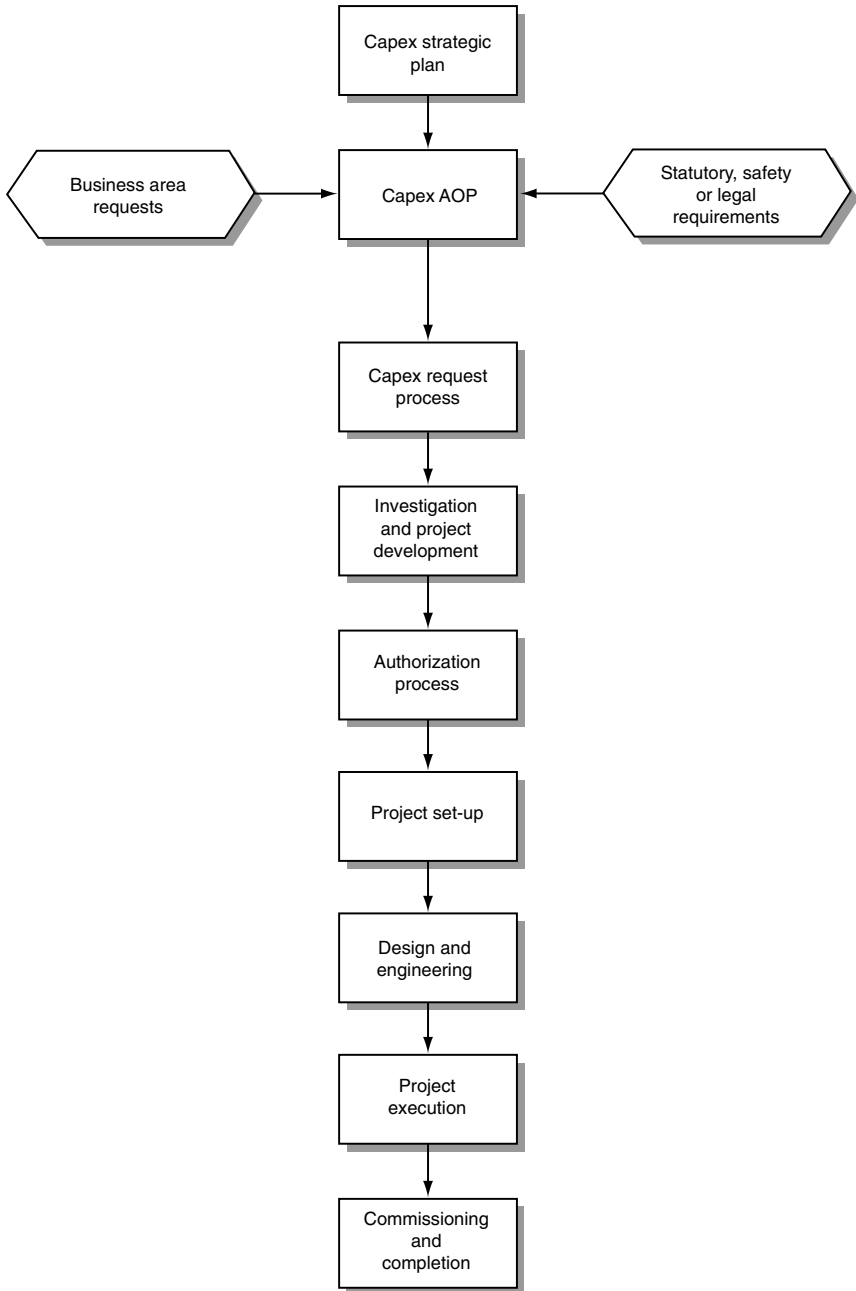 Capex strategic
plan
Business area
requests
Capex AOP
Statutory, safety
or legal
requirements
Capex request
process
Investigation
and project
development
Authorization
process
Project set-up
Design and
engineering
Project
execution
Commissioning
and
completion